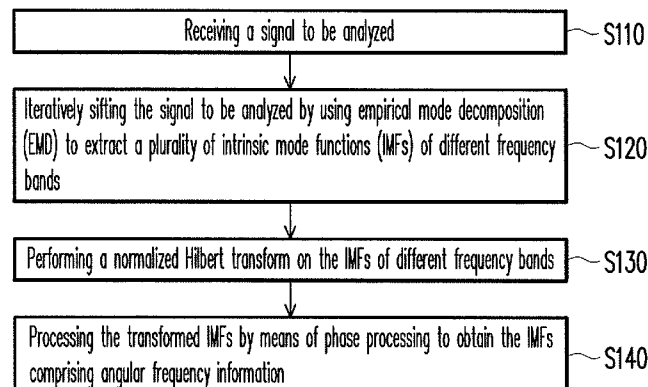 Receiving a signal to be analyzed
S110
Iteratively sifting the signal to be analyzed by using empirical mode decomposition
(EMD) to extract a plurality of intrinsic mode functions (IMFs) of different frequency
bands
S120
Performing a normalized Hilbert transform on the IMFs of different frequency bands
S130
Processing the transformed IMFs by means of phase processing to obtain the IMFs
comprising angular frequency information
S140